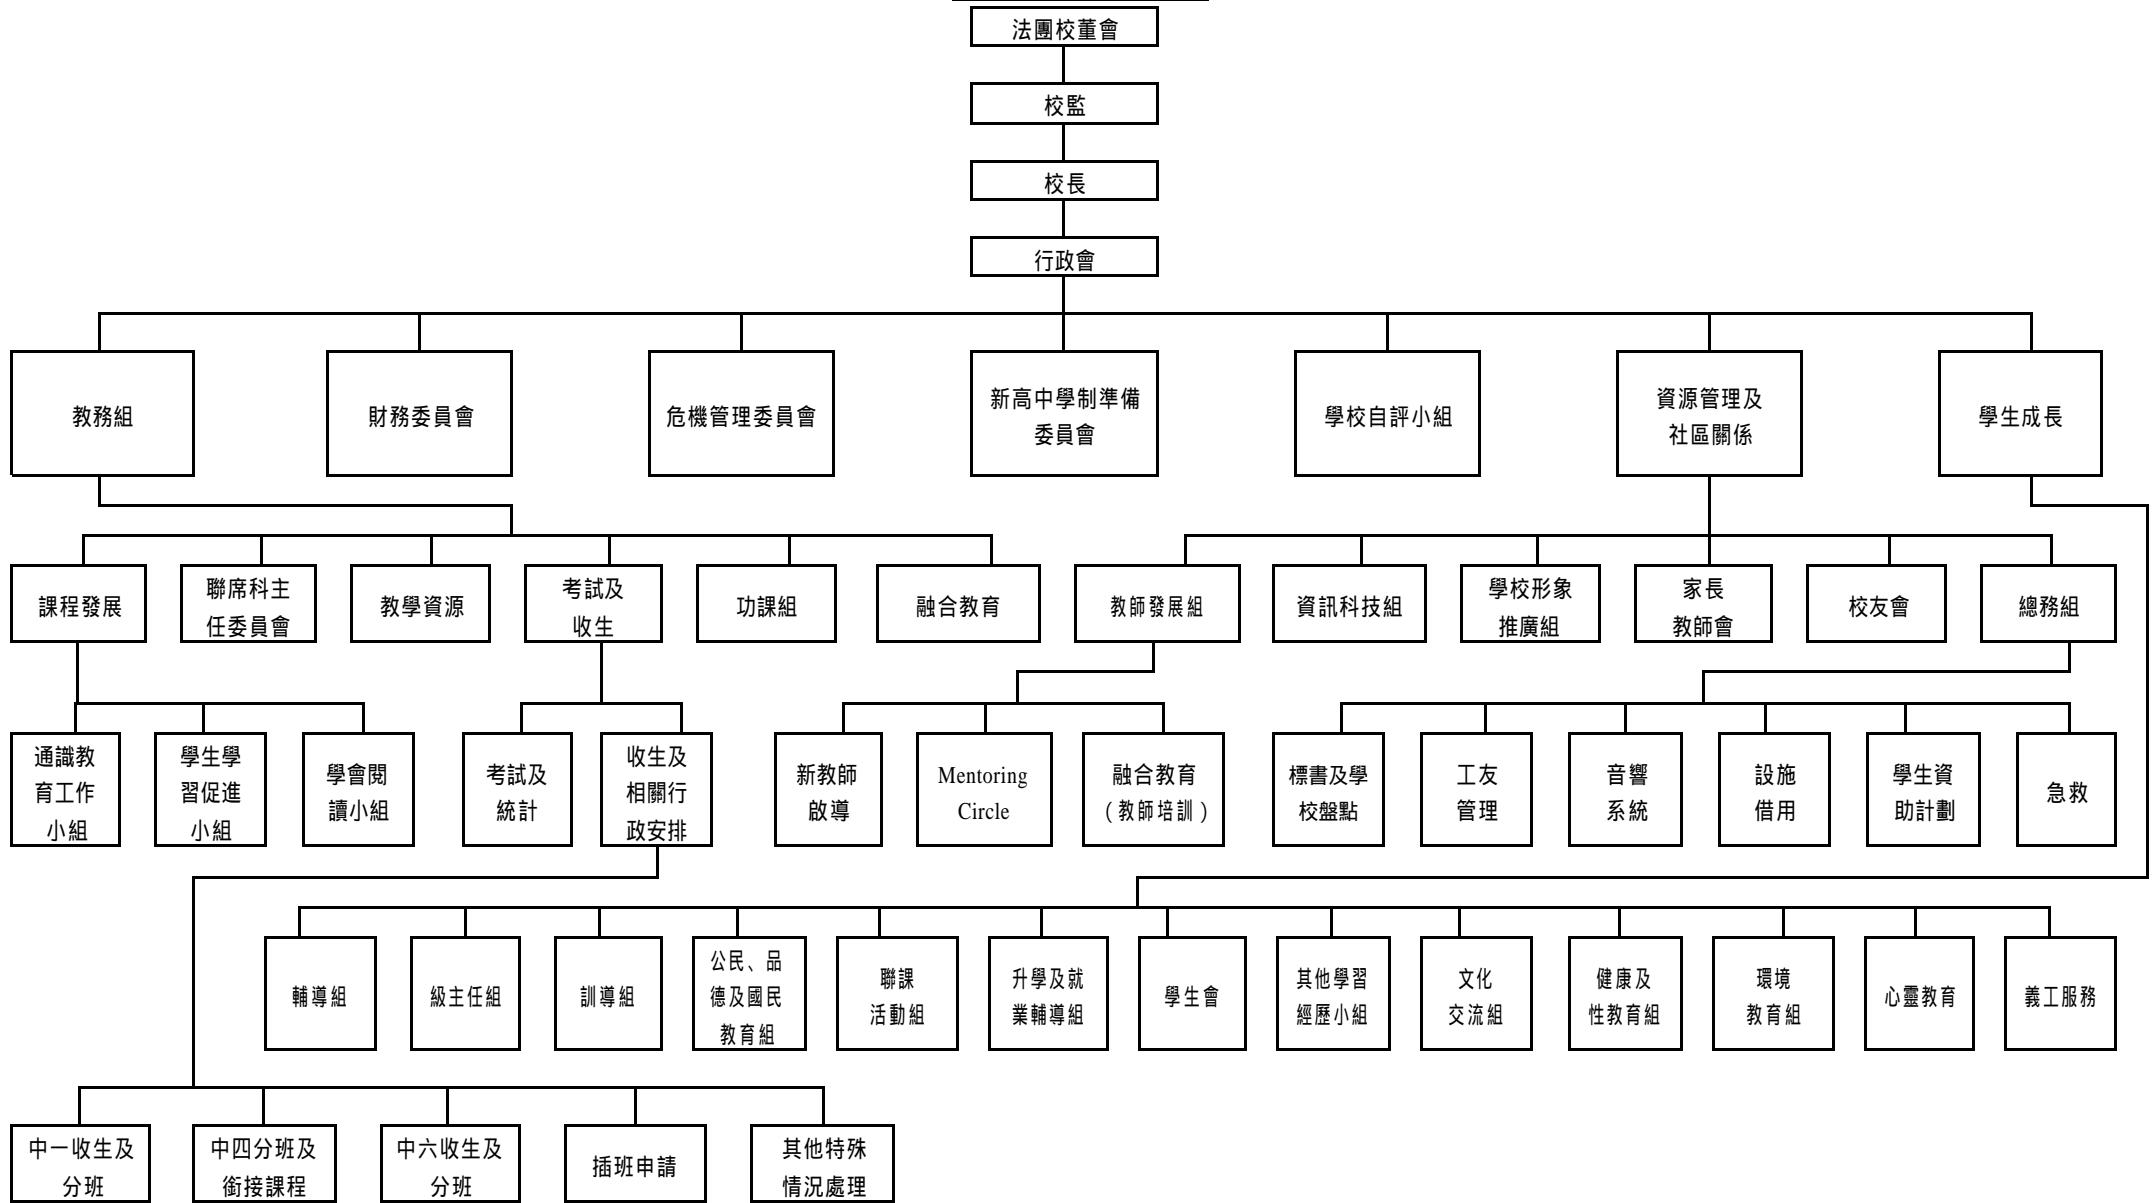 法團校董會
校監
校長
行政會
教務組
財務委員會
危機管理委員會
新高中學制準備
委員會
學校自評小組
資源管理及
社區關係
學生成長
課程發展
聯席科主
任委員會
教學資源
考試及
收生
功課組
融合教育
教師發展組
資訊科技組
學校形象
推廣組
家長
教師會
校友會
總務組
通識教
育工作
小組
學生學
習促進
小組
學會閱
讀小組
考試及
統計
收生及
相關行
政安排
新教師
啟導
Mentoring
Circle
融合教育
（教師培訓）
標書及學
校盤點
工友
管理
音響
系統
設施
借用
學生資
助計劃
急救
輔導組
級主任組
訓導組
公民、品
德及國民
教育組
聯課
活動組
升學及就
業輔導組
學生會
其他學習
經歷小組
文化
交流組
健康及
性教育組
環境
教育組
心靈教育
義工服務
中一收生及
分班
中四分班及
銜接課程
中六收生及
分班
插班申請
其他特殊
情況處理